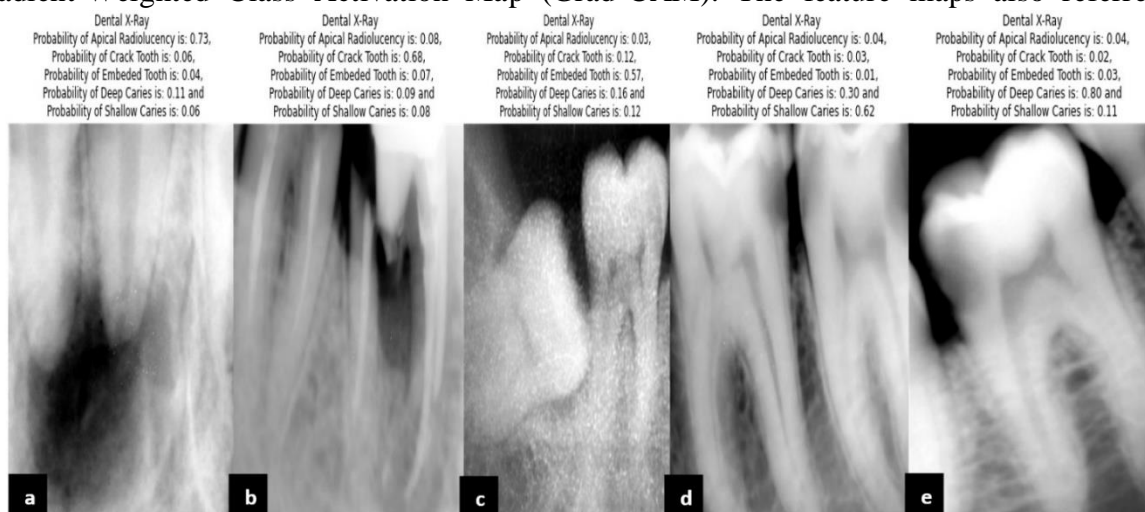 adient Weighted Class Activation Map (Grad CAM). The feature maps also referre
Dental X-Ray
Probability of Apical Radiolucency is: 0.73,
Probability of Crack Tooth is: 0.06,
Probability of Embeded Tooth is: 0.04,
Probability of Deep Caries is: 0.11 and
Probability of Shallow Caries is: 0.06
Dental X-Ray
Probability of Apical Radiolucency is: 0.08,
Probability of Crack Tooth is: 0.68,
Probability of Embeded Tooth is: 0.07,
Probability of Deep Caries is: 0.09 and
Probability of Shallow Caries is: 0.08
Dental X-Ray
Probability of Apical Radiolucency is: 0.03,
Probability of Crack Tooth is: 0.12,
Probability of Embeded Tooth is: 0.57,
Probability of Deep Caries is: 0.16 and
Probability of Shallow Caries is: 0.12
Dental X-Ray
Probability of Apical Radiolucency is: 0.04,
Probability of Crack Tooth is: 0.03,
Probability of Embeded Tooth is: 0.01,
Probability of Deep Caries is: 0.30 and
Probability of Shallow Caries is: 0.62
Dental X-Ray
Probability of Apical Radiolucency is: 0.04,
Probability of Crack Tooth is: 0.02,
Probability of Embeded Tooth is: 0.03,
Probability of Deep Caries is: 0.80 and
Probability of Shallow Caries is: 0.11
a
b
c
d
e